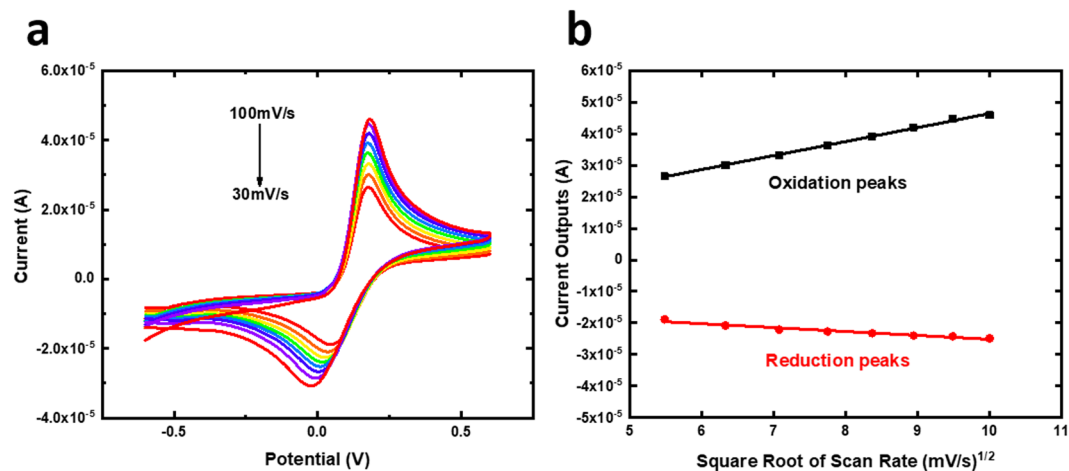 a
b
6.0x10⁻⁵
4.0x10⁻⁵
2.0x10⁻⁵
0.0
-2.0x10⁻⁵
-4.0x10⁻⁵
Current (A)
100mV/s
30mV/s
-0.5
0.0
0.5
Potential (V)
6x10⁻⁵
5x10⁻⁵
4x10⁻⁵
3x10⁻⁵
2x10⁻⁵
1x10⁻⁵
0
-1x10⁻⁵
-2x10⁻⁵
-3x10⁻⁵
-4x10⁻⁵
-5x10⁻⁵
Current Outputs (A)
Oxidation peaks
Reduction peaks
5
6
7
8
9
10
11
Square Root of Scan Rate (mV/s)¹ᐟ²